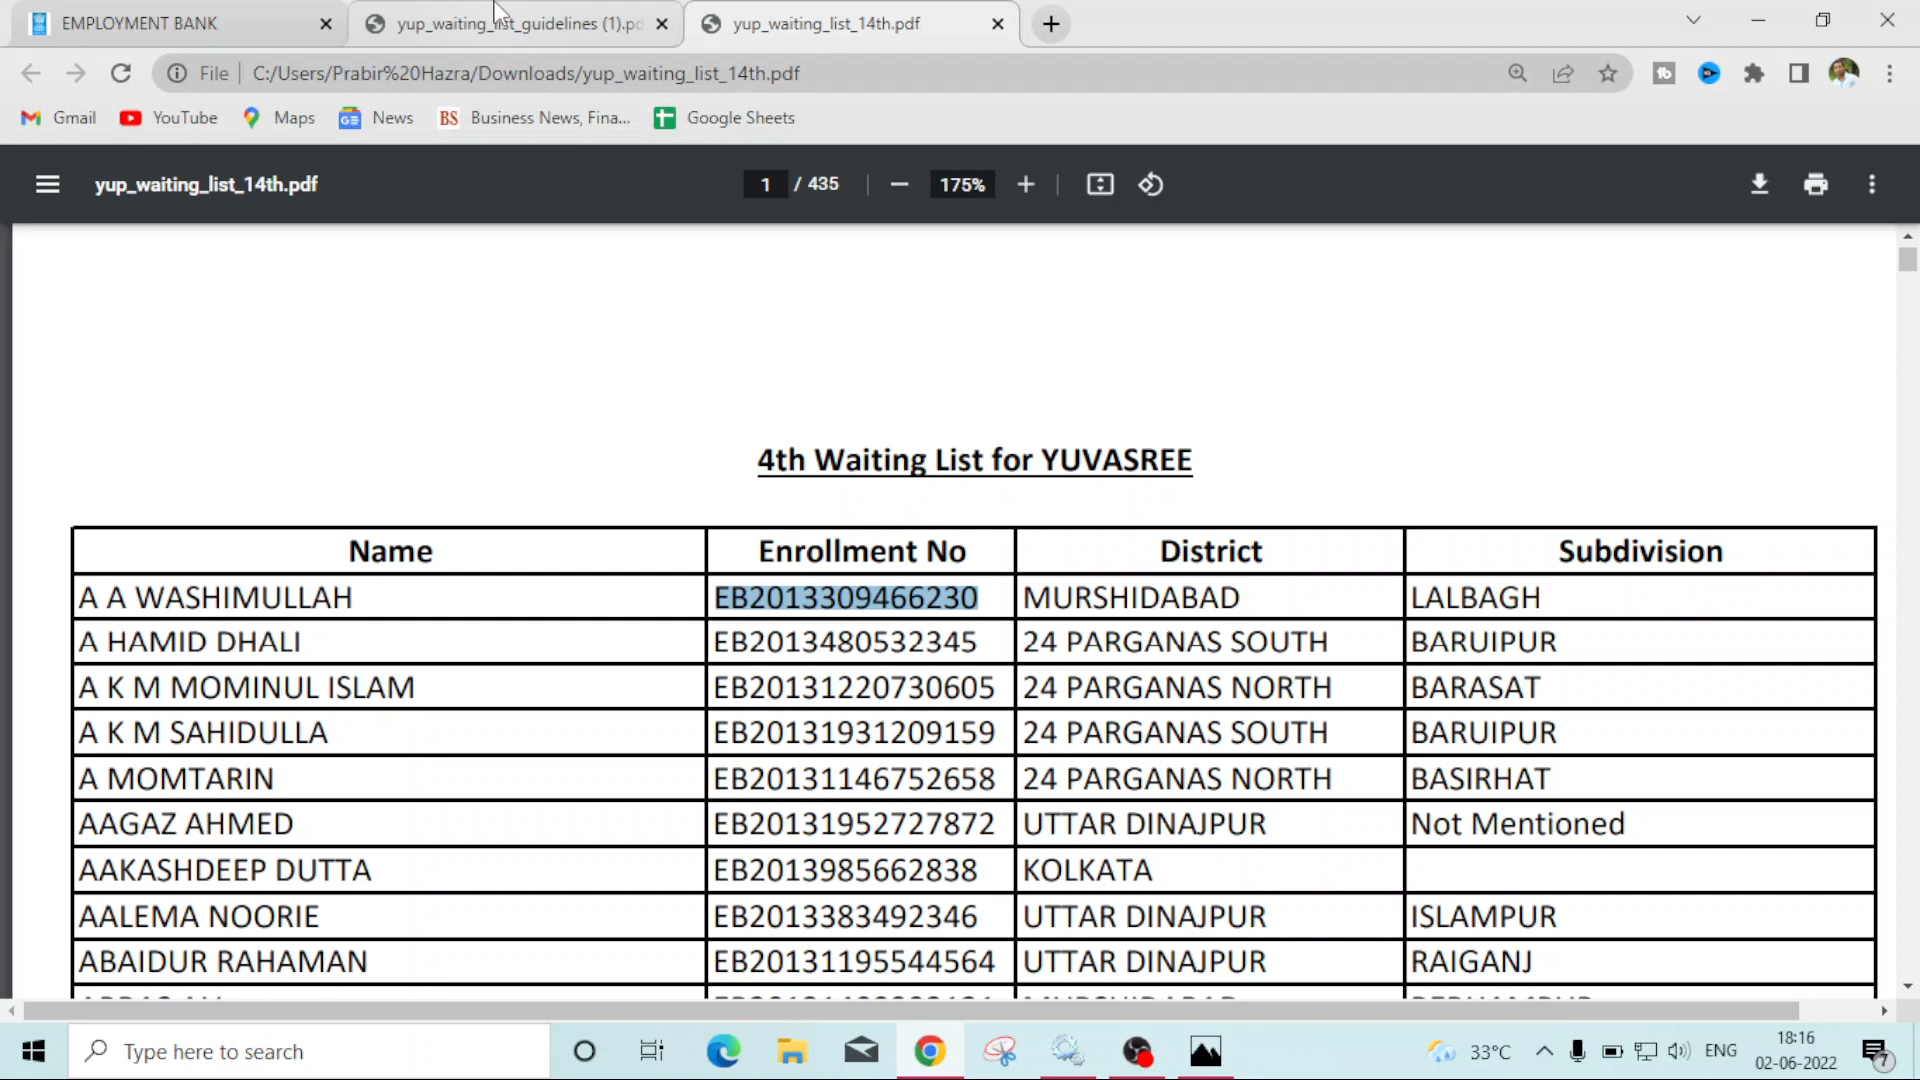 EMPLOYMENT BANK
yup_waiting_list_guidelines (1).pd
yup_waiting_list_14th.pdf
File
C:/Users/Prabir%20Hazra/Downloads/yup_waiting_list_14th.pdf
Gmail
YouTube
Maps
News
BS Business News, Fina...
Google Sheets
yup_waiting_list_14th.pdf
1 / 435
175%
4th Waiting List for YUVASREE
Name Enrollment No District Subdivision
A A WASHIMULLAH EB2013309466230 MURSHIDABAD LALBAGH
A HAMID DHALI EB2013480532345 24 PARGANAS SOUTH BARUIPUR
A K M MOMINUL ISLAM EB20131220730605 24 PARGANAS NORTH BARASAT
A K M SAHIDULLA EB20131931209159 24 PARGANAS SOUTH BARUIPUR
A MOMTARIN EB20131146752658 24 PARGANAS NORTH BASIRHAT
AAGAZ AHMED EB20131952727872 UTTAR DINAJPUR Not Mentioned
AAKASHDEEP DUTTA EB2013985662838 KOLKATA
AALEMA NOORIE EB2013383492346 UTTAR DINAJPUR ISLAMPUR
ABAIDUR RAHAMAN EB20131195544564 UTTAR DINAJPUR RAIGANJ
Type here to search
33°C
ENG
18:16
02-06-2022
7